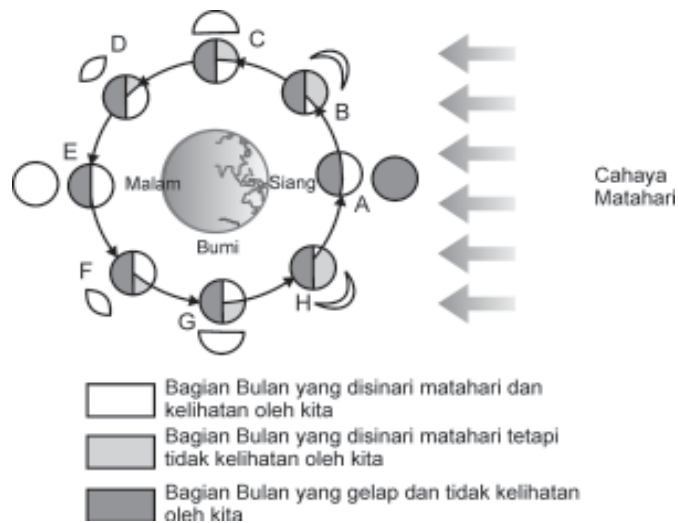 D
C
B
E
Malam
Siang
A
Cahaya
Matahari
Bumi
F
G
H
Bagian Bulan yang disinari matahari dan
kelihatan oleh kita
Bagian Bulan yang disinari matahari tetapi
tidak kelihatan oleh kita
Bagian Bulan yang gelap dan tidak kelihatan
oleh kita